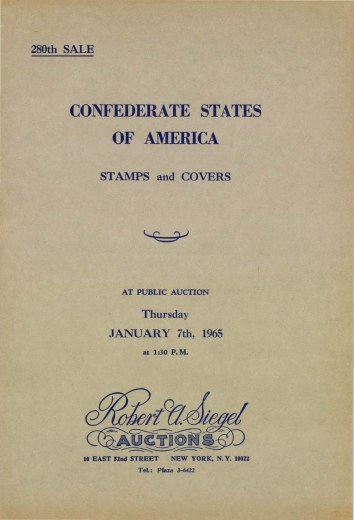 280th SALE
CONFEDERATE STATES
OF AMERICA
STAMPS and COVERS
AT PUBLIC AUCTION
Thursday
JANUARY 7th, 1965
at 1:30 P.M.
Robert A. Siegel
AUCTIONS
10 EAST 52nd STREET NEW YORK, N. Y. 10022
Tel.: Plaza 3-6422